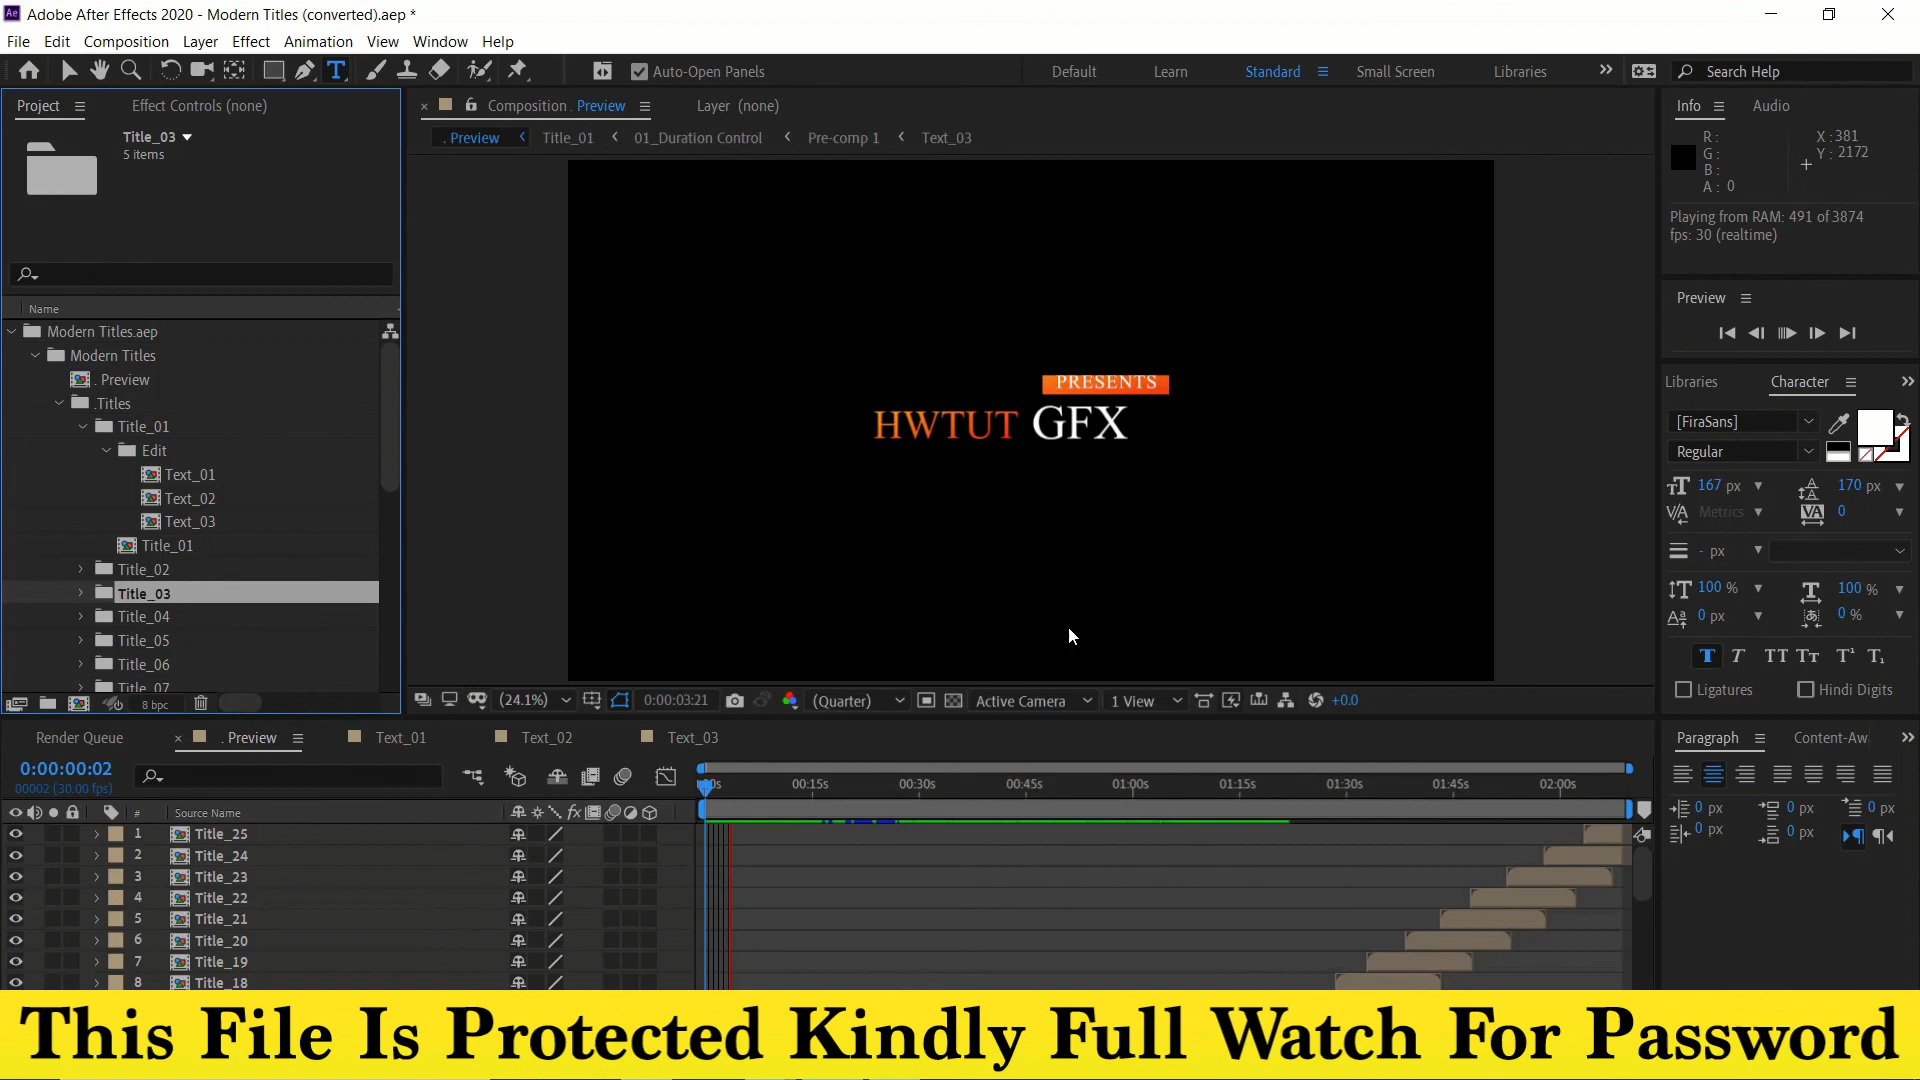 Adobe After Effects 2020 - Modern Titles (converted).aep *
File Edit Composition Layer Effect Animation View Window Help
Auto-Open Panels
Default Learn Standard Small Screen Libraries
Search Help
Project
Effect Controls (none)
Title_03
5 items
Name
Modern Titles.aep
Modern Titles
. Preview
.Titles
Title_01
Edit
Text_01
Text_02
Text_03
Title_01
Title_02
Title_03
Title_04
Title_05
Title_06
Title_07
8 bpc
Composition . Preview
Layer (none)
. Preview Title_01 01_Duration Control Pre-comp 1 Text_03
PRESENTS
HWTUT GFX
(24.1%) 0:00:03:21 (Quarter) Active Camera 1 View +0.0
Info Audio
R :
G :
B :
A : 0
X : 381
Y : 2172
Playing from RAM: 491 of 3874
fps: 30 (realtime)
Preview
Libraries Character
[FiraSans]
Regular
167 px 170 px
Metrics 0
- px
100 % 100 %
0 px 0 %
Ligatures Hindi Digits
Paragraph Content-Aw
0 px 0 px 0 px
0 px 0 px
Render Queue . Preview Text_01 Text_02 Text_03
0:00:00:02
00002 (30.00 fps)
00s 00:15s 00:30s 00:45s 01:00s 01:15s 01:30s 01:45s 02:00s
# Source Name
1 Title_25
2 Title_24
3 Title_23
4 Title_22
5 Title_21
6 Title_20
7 Title_19
8 Title_18
This File Is Protected Kindly Full Watch For Password